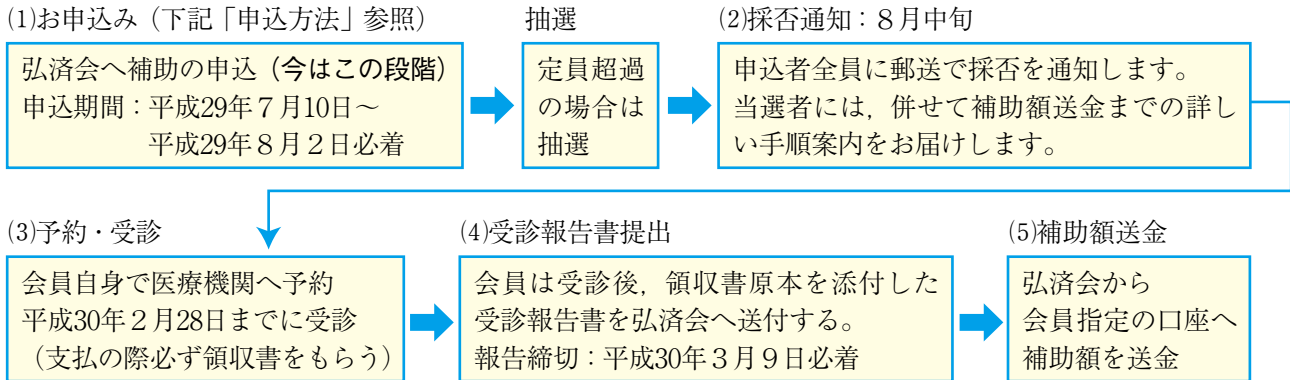 (1)お申込み（下記「申込方法」参照）
弘済会へ補助の申込（今はこの段階）
申込期間：平成29年７月10日～
平成29年８月２日必着
抽選
定員超過
の場合は
抽選
(2)採否通知：８月中旬
申込者全員に郵送で採否を通知します。
当選者には，併せて補助額送金までの詳し
い手順案内をお届けします。
(3)予約・受診
会員自身で医療機関へ予約
平成30年２月28日までに受診
（支払の際必ず領収書をもらう）
(4)受診報告書提出
会員は受診後，領収書原本を添付した
受診報告書を弘済会へ送付する。
報告締切：平成30年３月９日必着
(5)補助額送金
弘済会から
会員指定の口座へ
補助額を送金